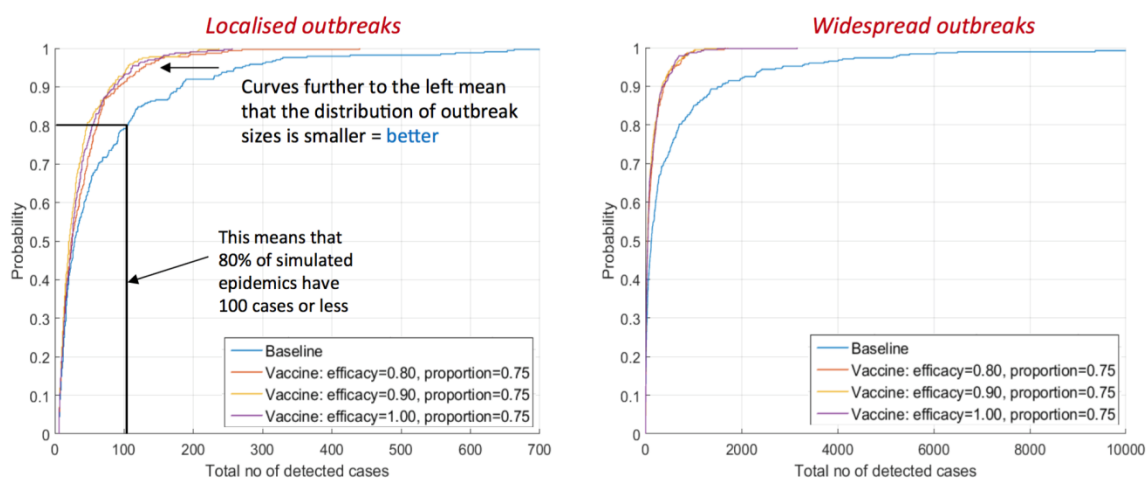 Localised outbreaks
1
0.9
0.8
0.7
0.6
0.5
0.4
0.3
0.2
0.1
0
Probability
Curves further to the left mean
that the distribution of outbreak
sizes is smaller = better
This means that
80% of simulated
epidemics have
100 cases or less
Baseline
Vaccine: efficacy=0.80, proportion=0.75
Vaccine: efficacy=0.90, proportion=0.75
Vaccine: efficacy=1.00, proportion=0.75
0 100 200 300 400 500 600 700
Total no of detected cases
Widespread outbreaks
1
0.9
0.8
0.7
0.6
0.5
0.4
0.3
0.2
0.1
0
Probability
Baseline
Vaccine: efficacy=0.80, proportion=0.75
Vaccine: efficacy=0.90, proportion=0.75
Vaccine: efficacy=1.00, proportion=0.75
0 2000 4000 6000 8000 10000
Total no of detected cases